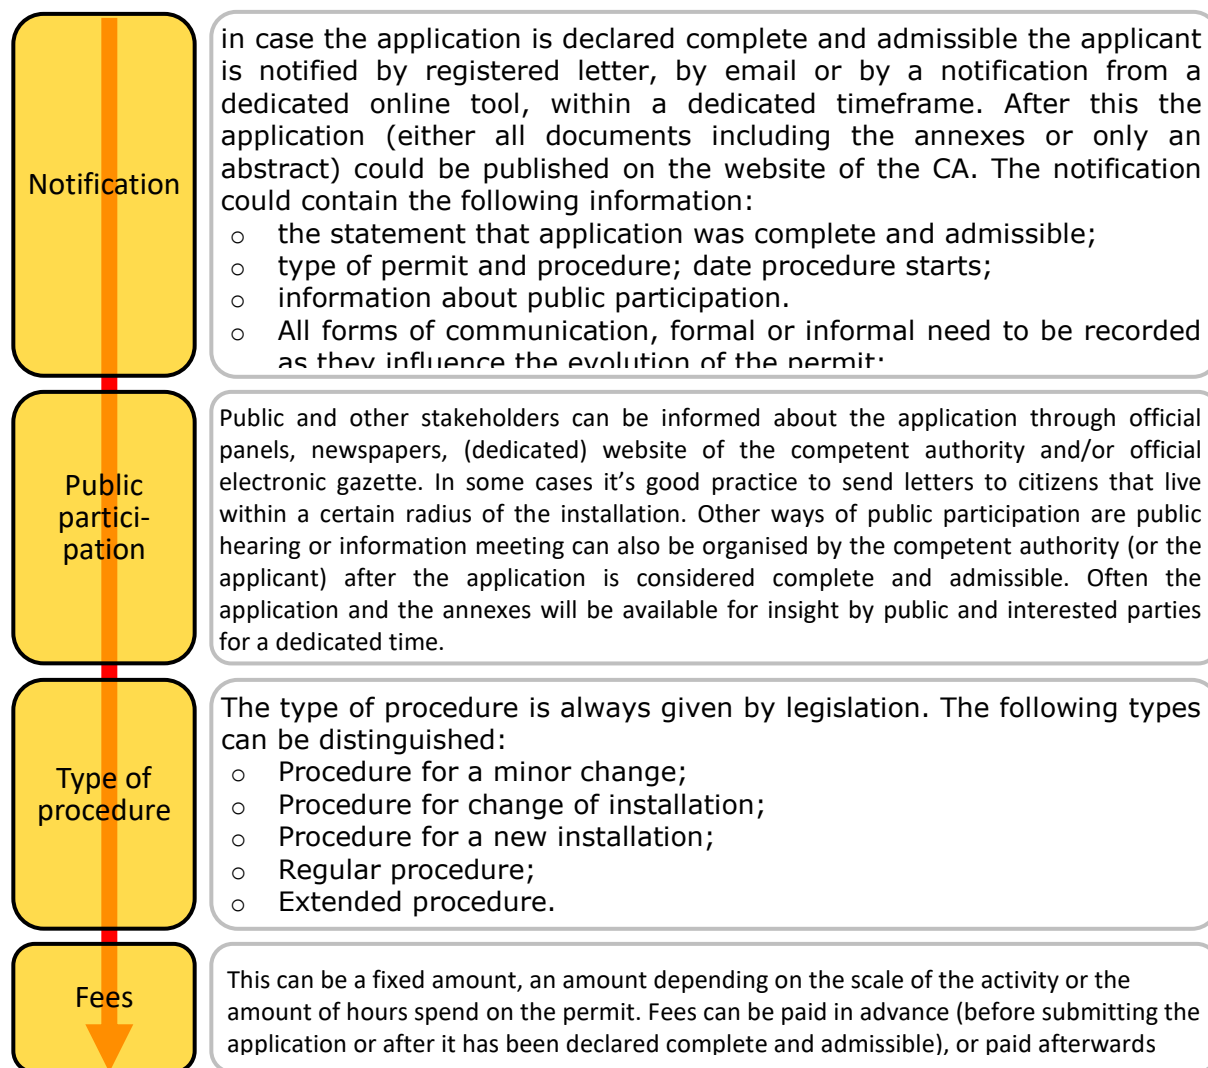 Notification
in case the application is declared complete and admissible the applicant
is notified by registered letter, by email or by a notification from a
dedicated online tool, within a dedicated timeframe. After this the
application (either all documents including the annexes or only an
abstract) could be published on the website of the CA. The notification
could contain the following information:
o the statement that application was complete and admissible;
o type of permit and procedure; date procedure starts;
o information about public participation.
o All forms of communication, formal or informal need to be recorded
as they influence the evolution of the permit;
Public
partici-
pation
Public and other stakeholders can be informed about the application through official
panels, newspapers, (dedicated) website of the competent authority and/or official
electronic gazette. In some cases it’s good practice to send letters to citizens that live
within a certain radius of the installation. Other ways of public participation are public
hearing or information meeting can also be organised by the competent authority (or the
applicant) after the application is considered complete and admissible. Often the
application and the annexes will be available for insight by public and interested parties
for a dedicated time.
Type of
procedure
The type of procedure is always given by legislation. The following types
can be distinguished:
o Procedure for a minor change;
o Procedure for change of installation;
o Procedure for a new installation;
o Regular procedure;
o Extended procedure.
Fees
This can be a fixed amount, an amount depending on the scale of the activity or the
amount of hours spend on the permit. Fees can be paid in advance (before submitting the
application or after it has been declared complete and admissible), or paid afterwards